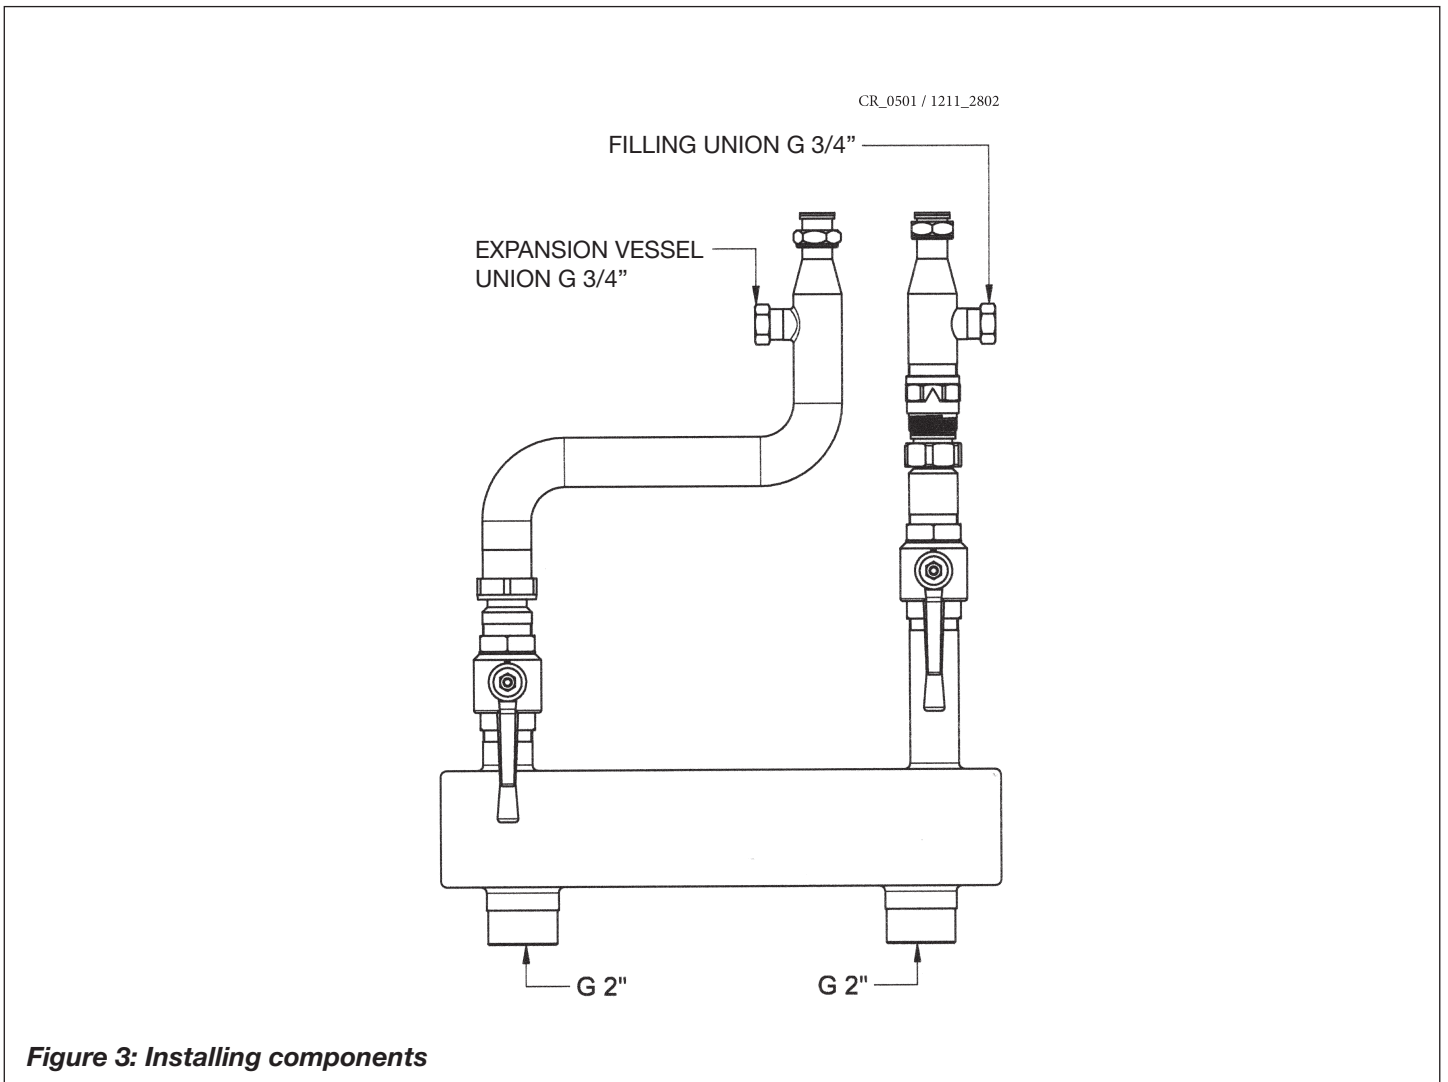 CR_0501 / 1211_2802
FILLING UNION G 3/4”
EXPANSION VESSEL
UNION G 3/4”
G 2"
G 2"
Figure 3: Installing components